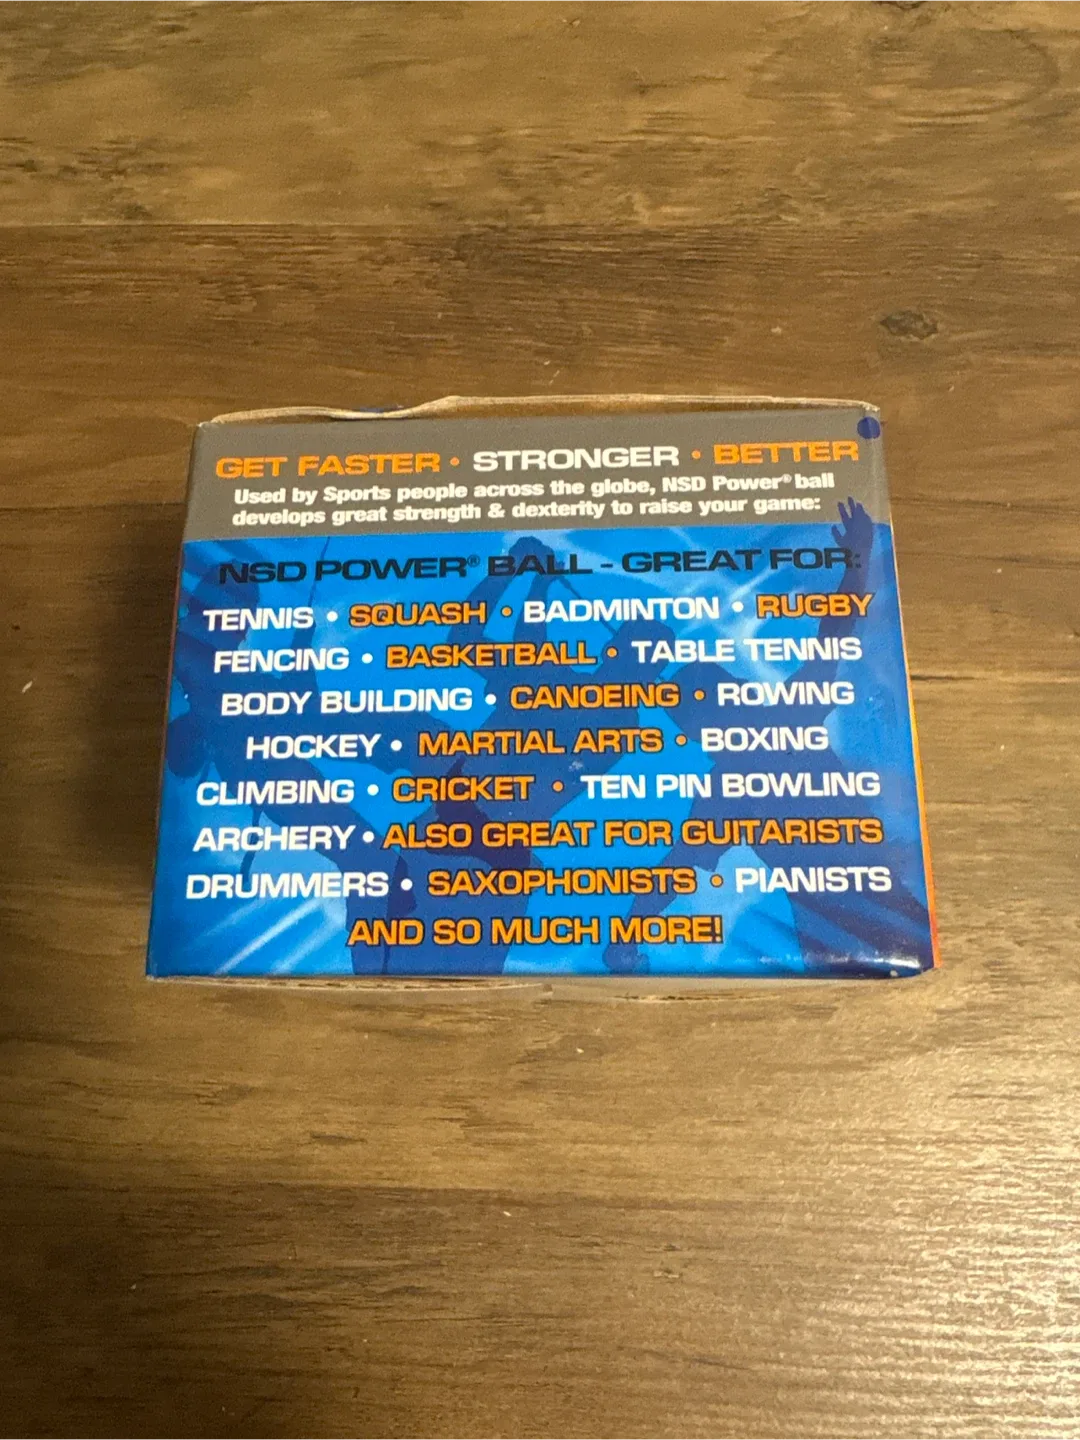 GET FASTER • STRONGER • BETTER
Used by Sports people across the globe, NSD Power® ball
develops great strength & dexterity to raise your game:
NSD POWER® BALL - GREAT FOR:
TENNIS • SQUASH • BADMINTON • RUGBY
FENCING • BASKETBALL • TABLE TENNIS
BODY BUILDING • CANOEING • ROWING
HOCKEY • MARTIAL ARTS • BOXING
CLIMBING • CRICKET • TEN PIN BOWLING
ARCHERY • ALSO GREAT FOR GUITARISTS
DRUMMERS • SAXOPHONISTS • PIANISTS
AND SO MUCH MORE!